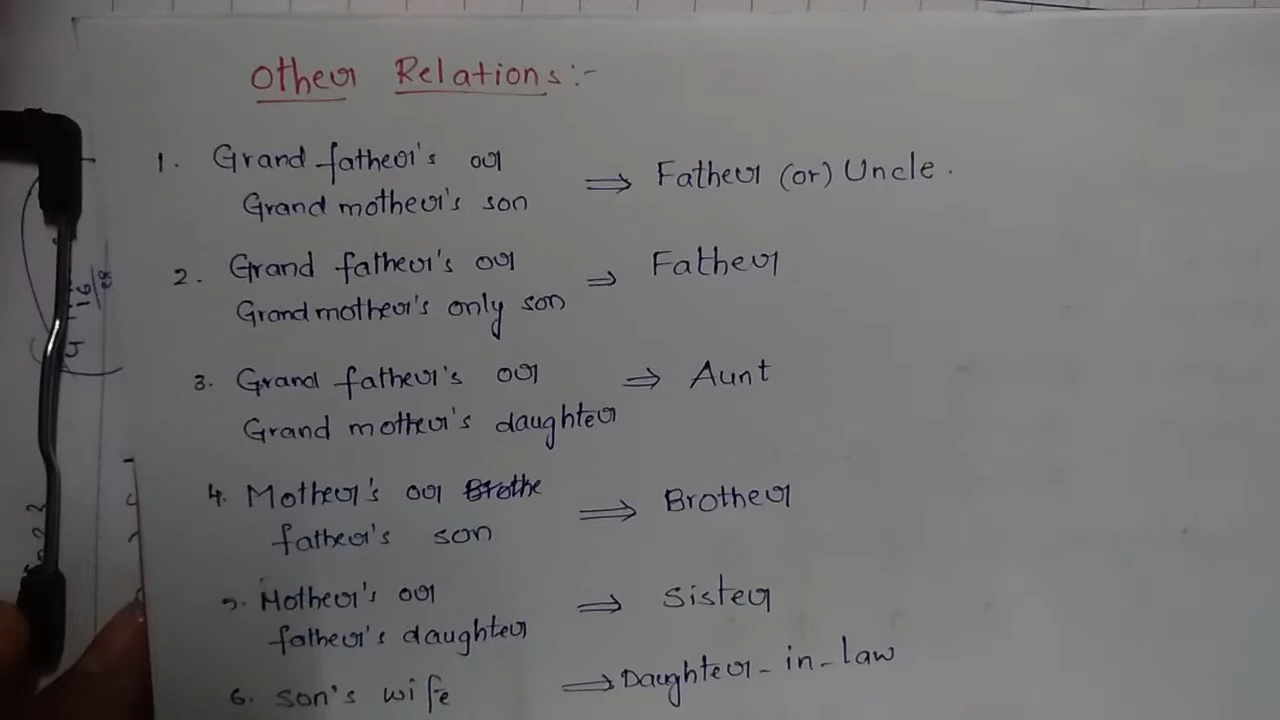 Other Relations:-
1. Grand father's or
Grand mother's son ⇒ Father (or) Uncle.
2. Grand father's or
Grandmother's only son ⇒ Father
3. Grand father's or
Grand mother's daughter ⇒ Aunt
4. Mother's or Brothe
father's son ⇒ Brother
5. Mother's or
father's daughter ⇒ Sister
6. Son's wife ⇒ Daughter-in-law
16